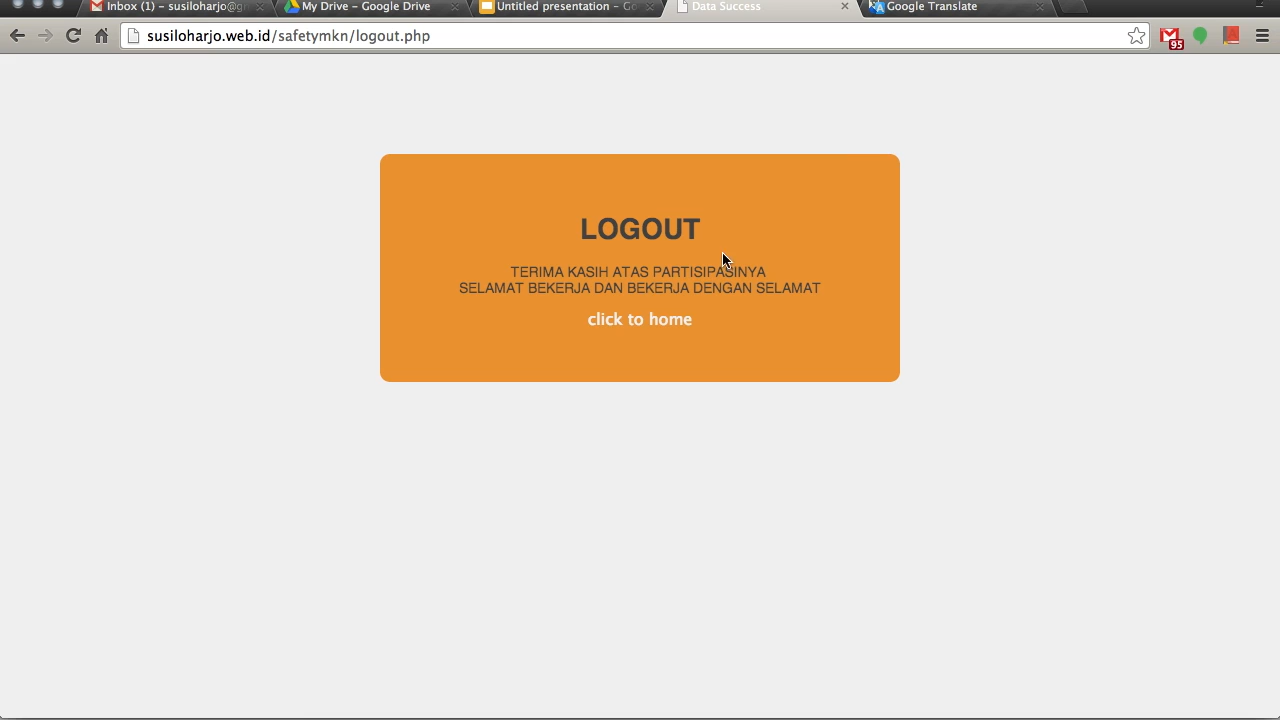 Inbox (1) – susiloharjo@g
My Drive – Google Drive
Untitled presentation – Go
Data Success
Google Translate
susiloharjo.web.id/safetymkn/logout.php
95
LOGOUT
TERIMA KASIH ATAS PARTISIPASINYA
SELAMAT BEKERJA DAN BEKERJA DENGAN SELAMAT
click to home